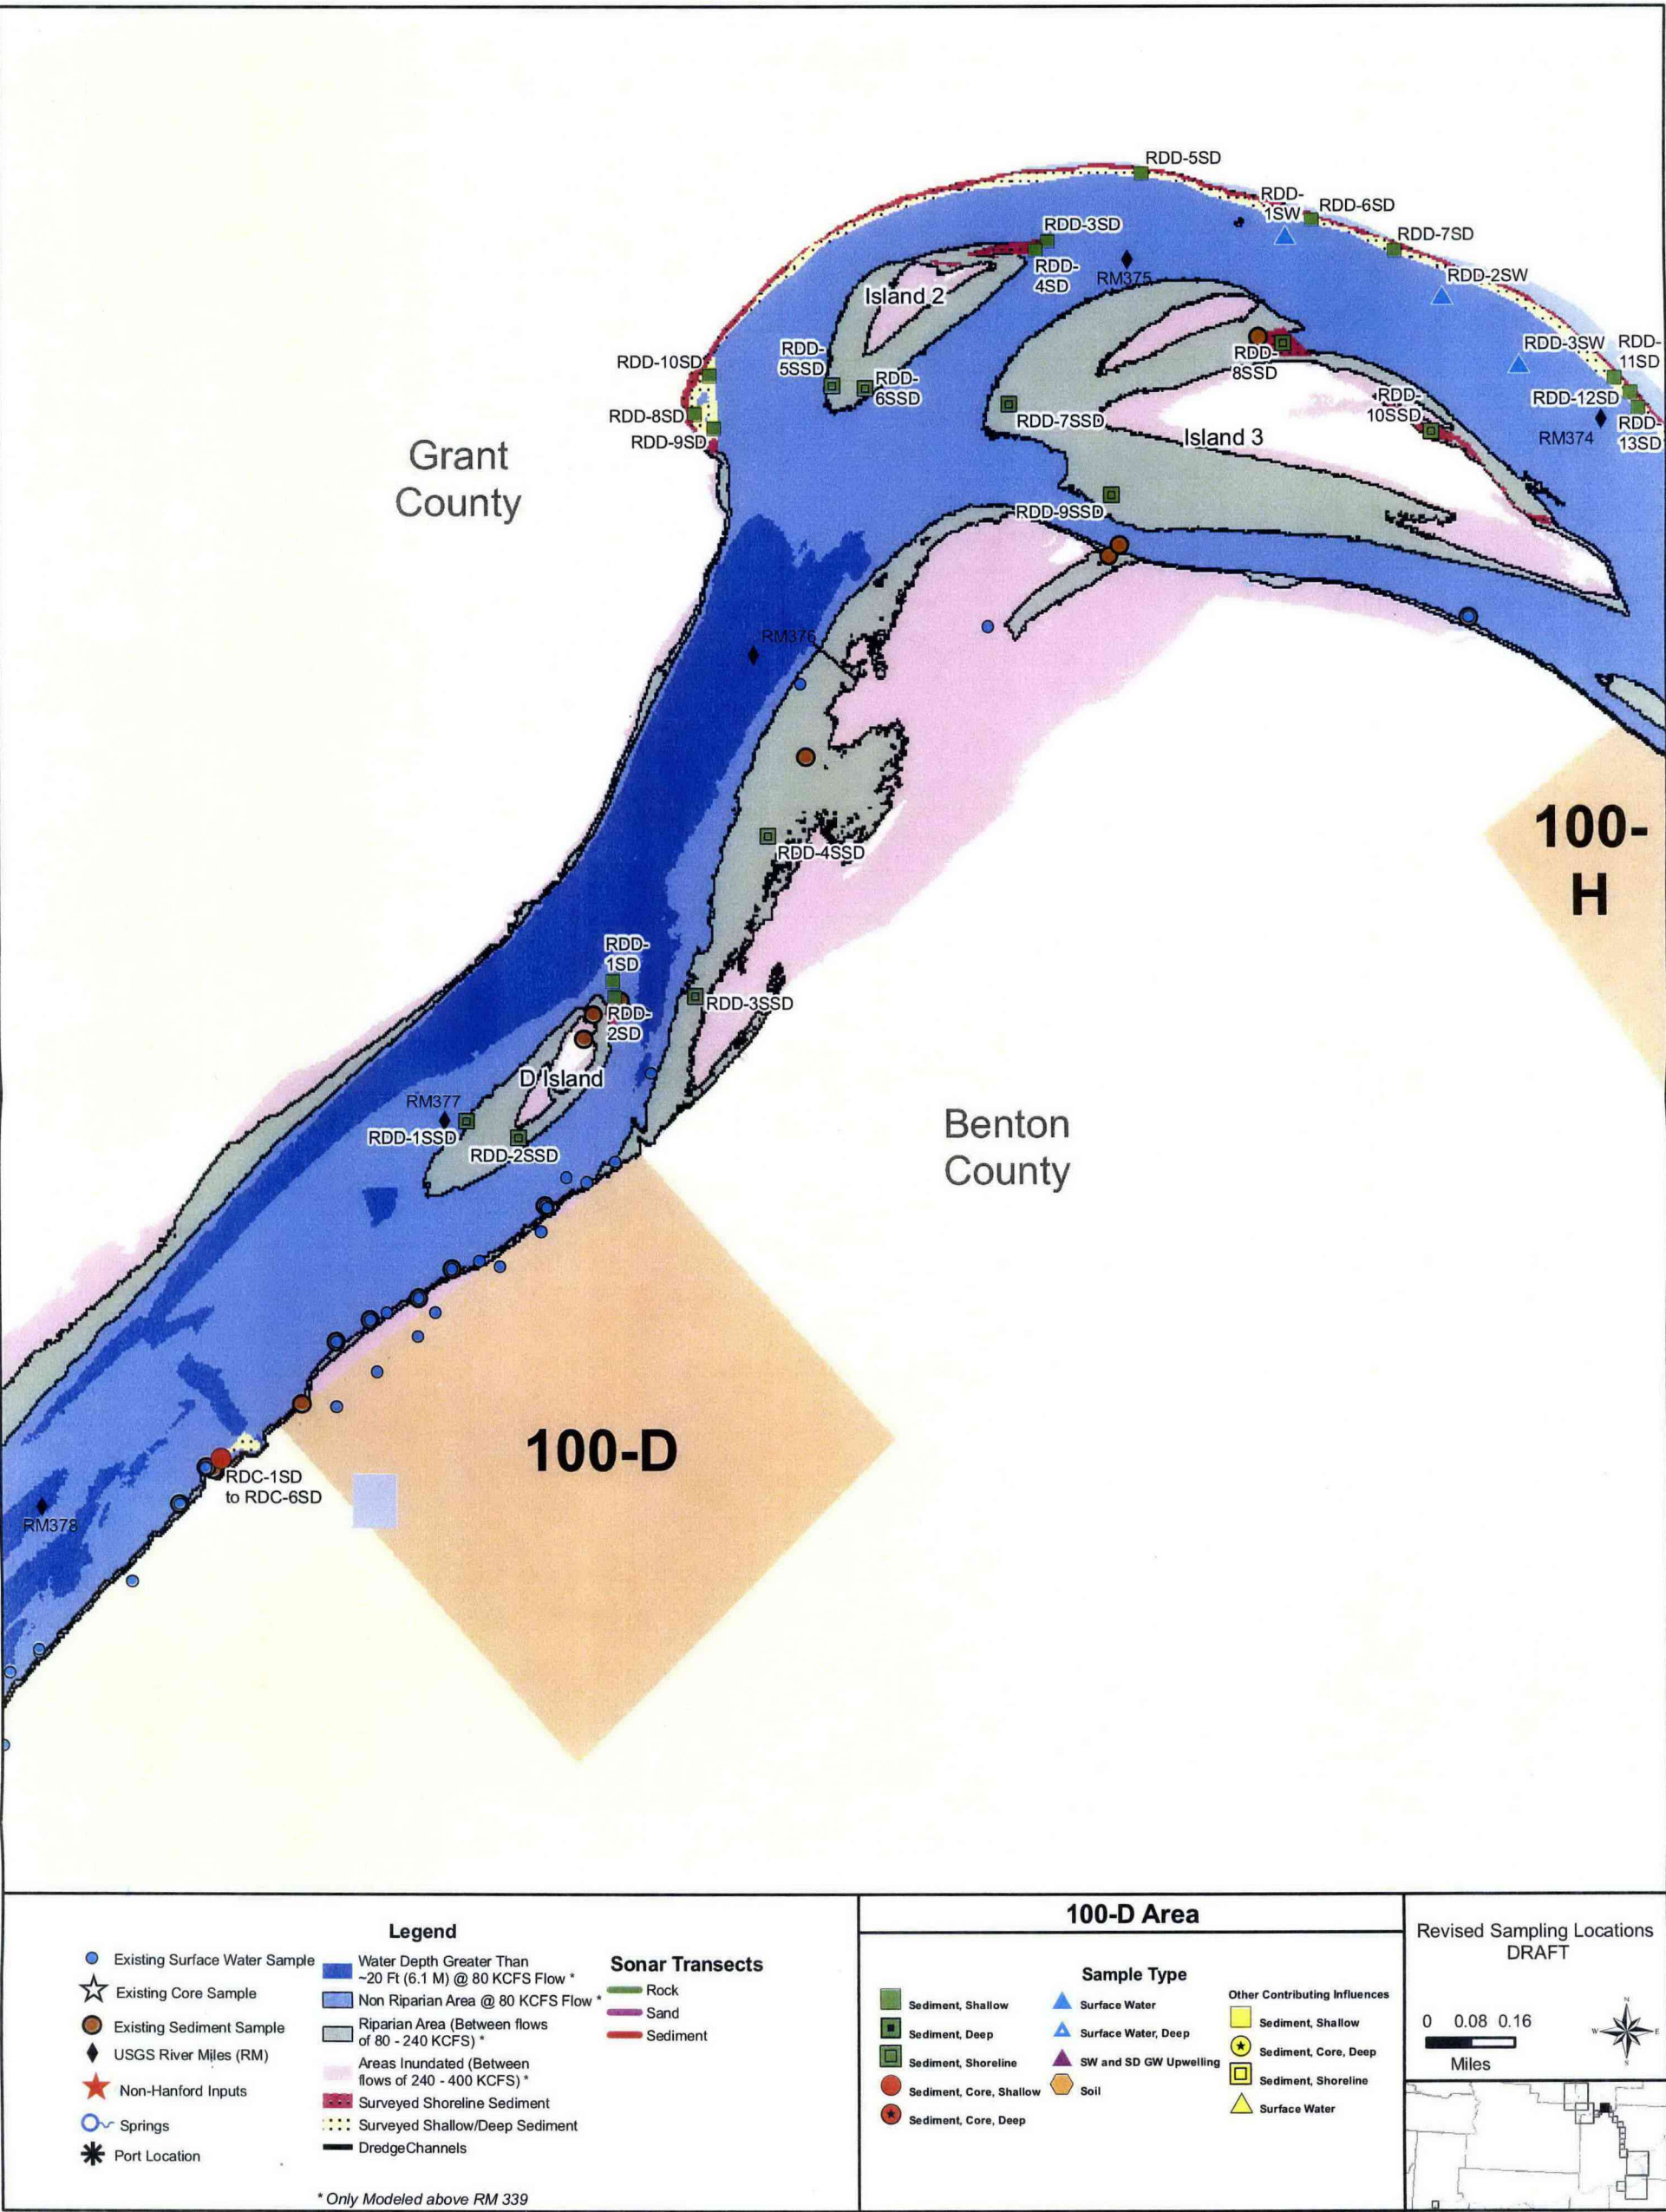 RDD-5SD
RDD-
1SW
RDD-6SD
RDD-3SD
RDD-7SD
RDD-
4SD
RM375
RDD-2SW
Island 2
RDD-10SD
RDD-
5SSD
RDD-
6SSD
RDD-
8SSD
RDD-3SW
RDD-
11SD
RDD-8SD
RDD-9SD
RDD-7SSD
RDD-
10SSD
RDD-12SD
RM374
RDD-
13SD
Island 3
Grant
County
RDD-9SSD
RM376
100-
H
RDD-4SSD
RDD-
1SD
RDD-3SSD
RDD-
2SD
D Island
RM377
RDD-1SSD
RDD-2SSD
Benton
County
100-D
RDC-1SD
to RDC-6SD
RM378
Legend
Existing Surface Water Sample
Existing Core Sample
Existing Sediment Sample
USGS River Miles (RM)
Non-Hanford Inputs
Springs
Port Location
Water Depth Greater Than
~20 Ft (6.1 M) @ 80 KCFS Flow *
Non Riparian Area @ 80 KCFS Flow *
Riparian Area (Between flows
of 80 - 240 KCFS) *
Areas Inundated (Between
flows of 240 - 400 KCFS) *
Surveyed Shoreline Sediment
Surveyed Shallow/Deep Sediment
DredgeChannels
* Only Modeled above RM 339
Sonar Transects
Rock
Sand
Sediment
100-D Area
Sample Type
Sediment, Shallow
Sediment, Deep
Sediment, Shoreline
Sediment, Core, Shallow
Sediment, Core, Deep
Surface Water
Surface Water, Deep
SW and SD GW Upwelling
Soil
Other Contributing Influences
Sediment, Shallow
Sediment, Core, Deep
Sediment, Shoreline
Surface Water
Revised Sampling Locations
DRAFT
0 0.08 0.16
Miles
N
W
E
S